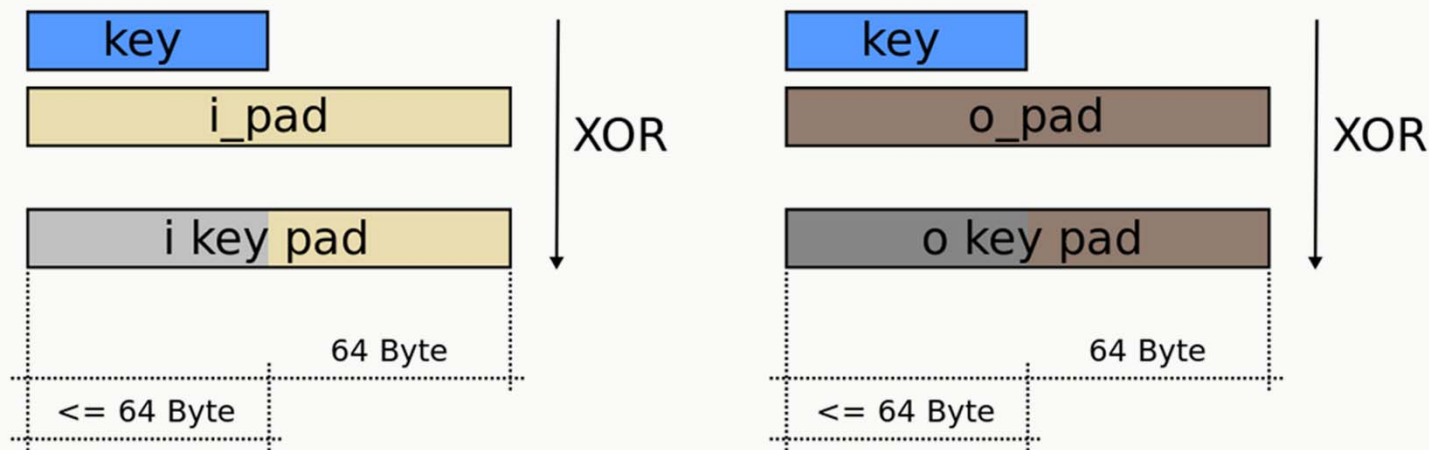 key
i_pad
XOR
i key pad
64 Byte
<= 64 Byte
key
o_pad
XOR
o key pad
64 Byte
<= 64 Byte